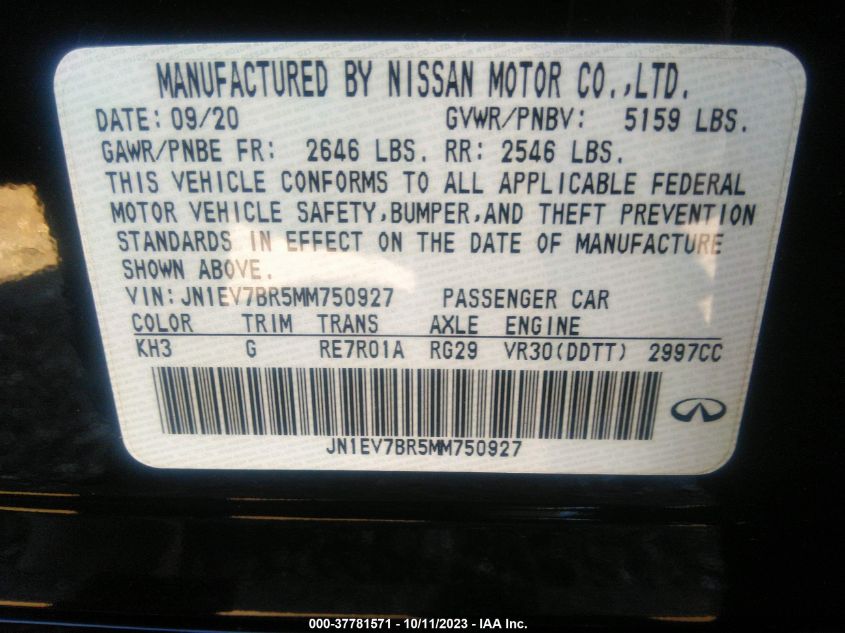 MANUFACTURED BY NISSAN MOTOR CO.,LTD.
DATE: 09/20 GVWR/PNBV: 5159 LBS.
GAWR/PNBE FR: 2646 LBS. RR: 2546 LBS.
THIS VEHICLE CONFORMS TO ALL APPLICABLE FEDERAL
MOTOR VEHICLE SAFETY,BUMPER,AND THEFT PREVENTION
STANDARDS IN EFFECT ON THE DATE OF MANUFACTURE
SHOWN ABOVE.
VIN:JN1EV7BR5MM750927 PASSENGER CAR
COLOR TRIM TRANS AXLE ENGINE
KH3 G RE7R01A RG29 VR30(DDTT) 2997CC
JN1EV7BR5MM750927
000-37781571 - 10/11/2023 - IAA Inc.